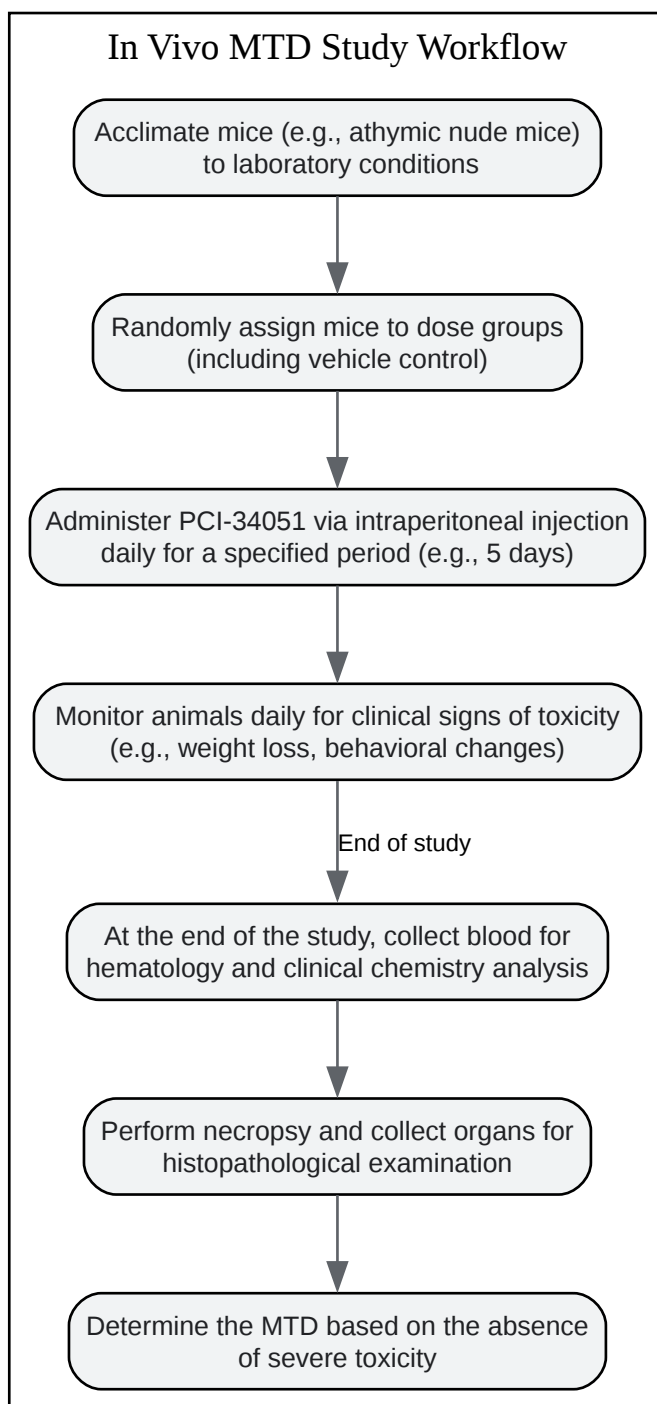 In Vivo MTD Study Workflow
Acclimate mice (e.g., athymic nude mice)
to laboratory conditions
Randomly assign mice to dose groups
(including vehicle control)
Administer PCI-34051 via intraperitoneal injection
daily for a specified period (e.g., 5 days)
Monitor animals daily for clinical signs of toxicity
(e.g., weight loss, behavioral changes)
End of study
At the end of the study, collect blood for
hematology and clinical chemistry analysis
Perform necropsy and collect organs for
histopathological examination
Determine the MTD based on the absence
of severe toxicity